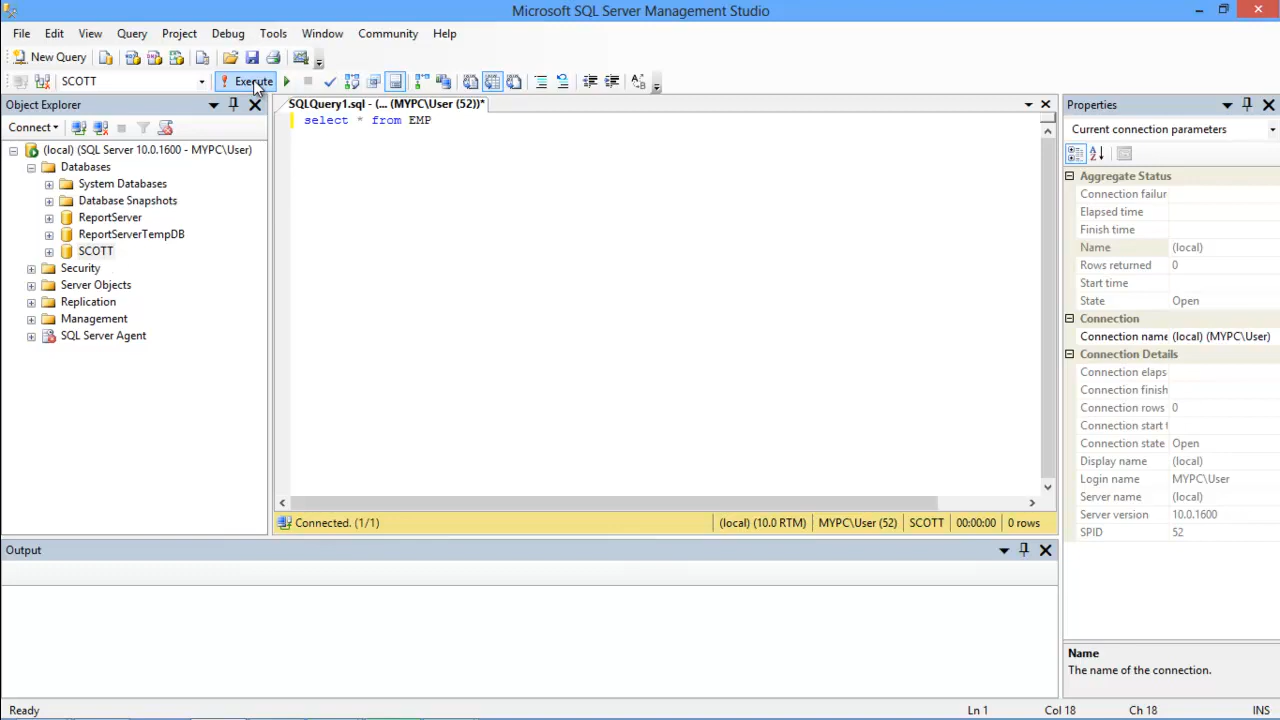 Microsoft SQL Server Management Studio
File Edit View Query Project Debug Tools Window Community Help
New Query
SCOTT Execute
Object Explorer
Connect
(local) (SQL Server 10.0.1600 - MYPC\User)
Databases
System Databases
Database Snapshots
ReportServer
ReportServerTempDB
SCOTT
Security
Server Objects
Replication
Management
SQL Server Agent
SQLQuery1.sql - (... (MYPC\User (52))*
select * from EMP
Connected. (1/1) (local) (10.0 RTM) MYPC\User (52) SCOTT 00:00:00 0 rows
Output
Properties
Current connection parameters
Aggregate Status
Connection failur
Elapsed time
Finish time
Name (local)
Rows returned 0
Start time
State Open
Connection
Connection name (local) (MYPC\User)
Connection Details
Connection elaps
Connection finish
Connection rows 0
Connection start t
Connection state Open
Display name (local)
Login name MYPC\User
Server name (local)
Server version 10.0.1600
SPID 52
Name
The name of the connection.
Ready Ln 1 Col 18 Ch 18 INS